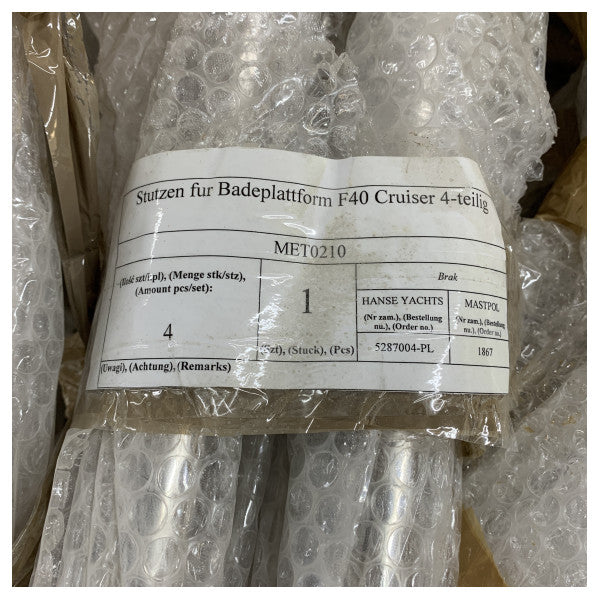 Stutzen fur Badeplattform F40 Cruiser 4-teilig
MET0210
(Ilość szt/kpl), (Menge stk/stz),
(Amount pcs/set):
4
1
(Szt), (Stuck), (Pcs)
Brak
HANSE YACHTS
(Nr zam.), (Bestellung
nu.), (Order no.)
5287004-PL
MASTPOL
(Nr zam.), (Bestellung
nu.), (Order no.)
1867
(Uwagi), (Achtung), (Remarks)